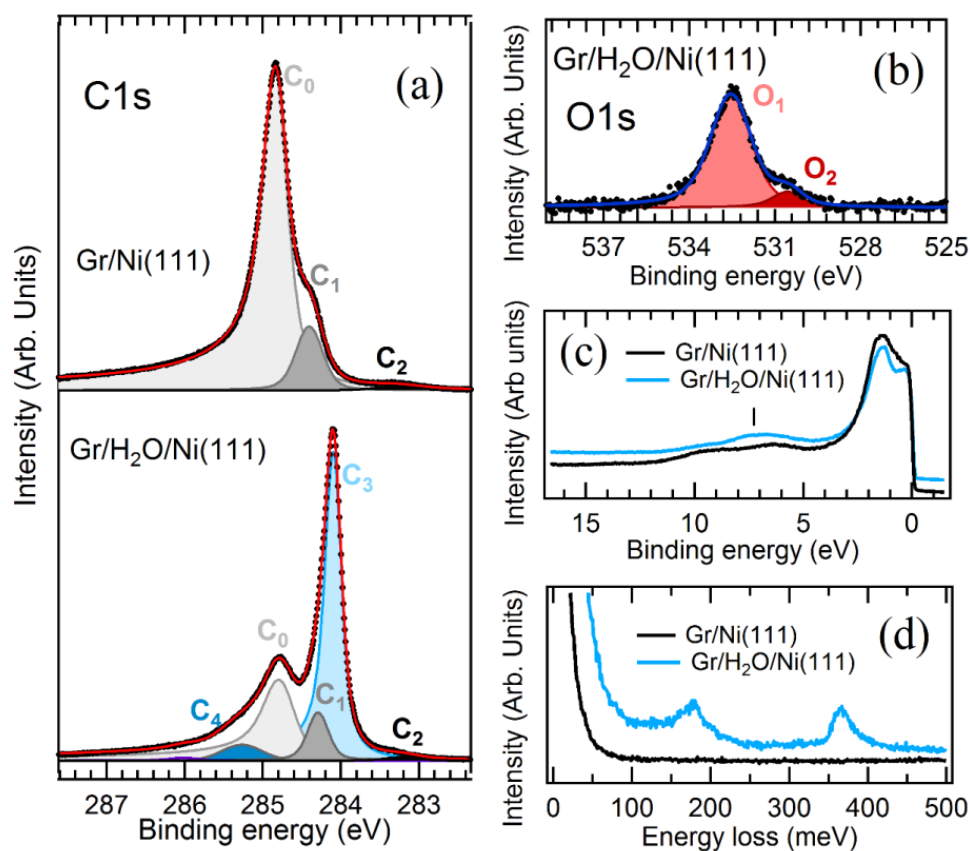 Intensity (Arb. Units)
C1s
(a)
C₀
Gr/Ni(111)
C₁
C₂
Gr/H₂O/Ni(111)
C₃
C₀
C₄
C₁
C₂
287 286 285 284 283
Binding energy (eV)
Intensity (Arb. Units)
Gr/H₂O/Ni(111)
(b)
O1s
O₁
O₂
537 534 531 528 525
Binding energy (eV)
Intensity (Arb units)
(c)
Gr/Ni(111)
Gr/H₂O/Ni(111)
15 10 5 0
Binding energy (eV)
Intensity (Arb. Units)
Gr/Ni(111)
Gr/H₂O/Ni(111)
(d)
0 100 200 300 400 500
Energy loss (meV)